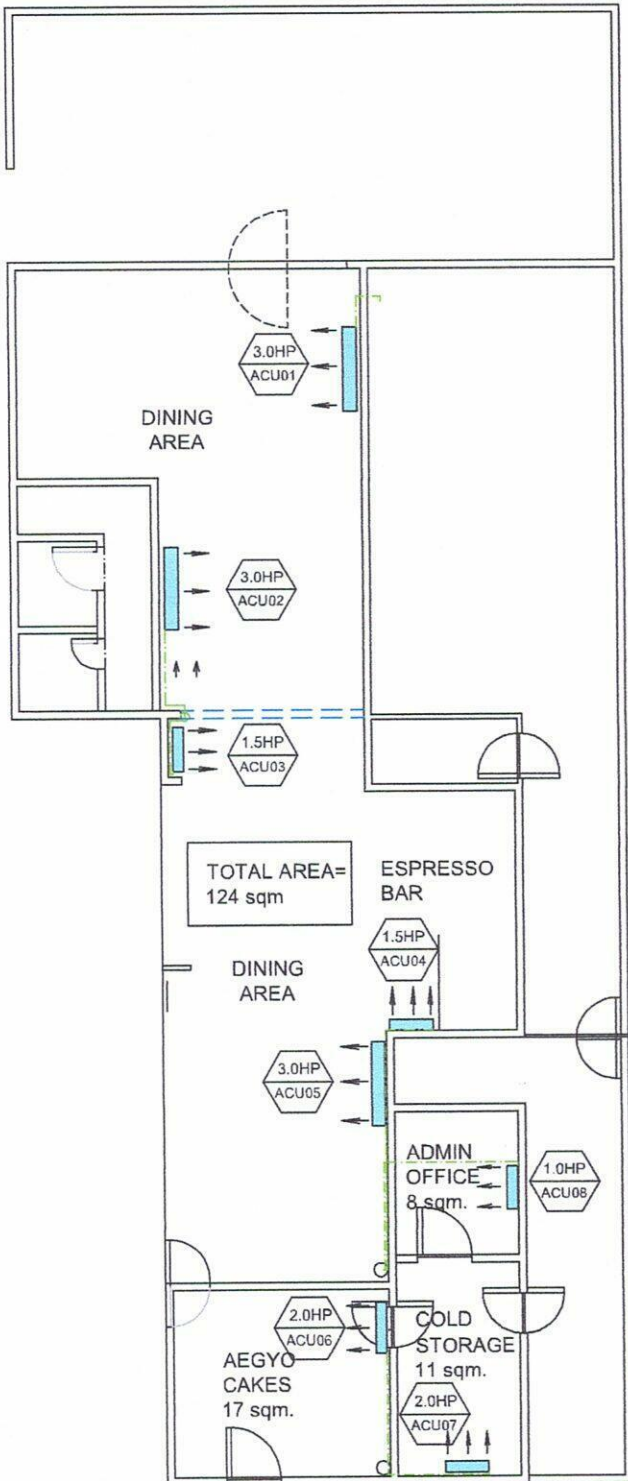 3.0HP
ACU01
DINING
AREA
3.0HP
ACU02
1.5HP
ACU03
TOTAL AREA=
124 sqm
ESPRESSO
BAR
1.5HP
ACU04
DINING
AREA
3.0HP
ACU05
ADMIN
OFFICE
8 sqm.
1.0HP
ACU08
2.0HP
ACU06
COLD
STORAGE
11 sqm.
AEGYO
CAKES
17 sqm.
2.0HP
ACU07